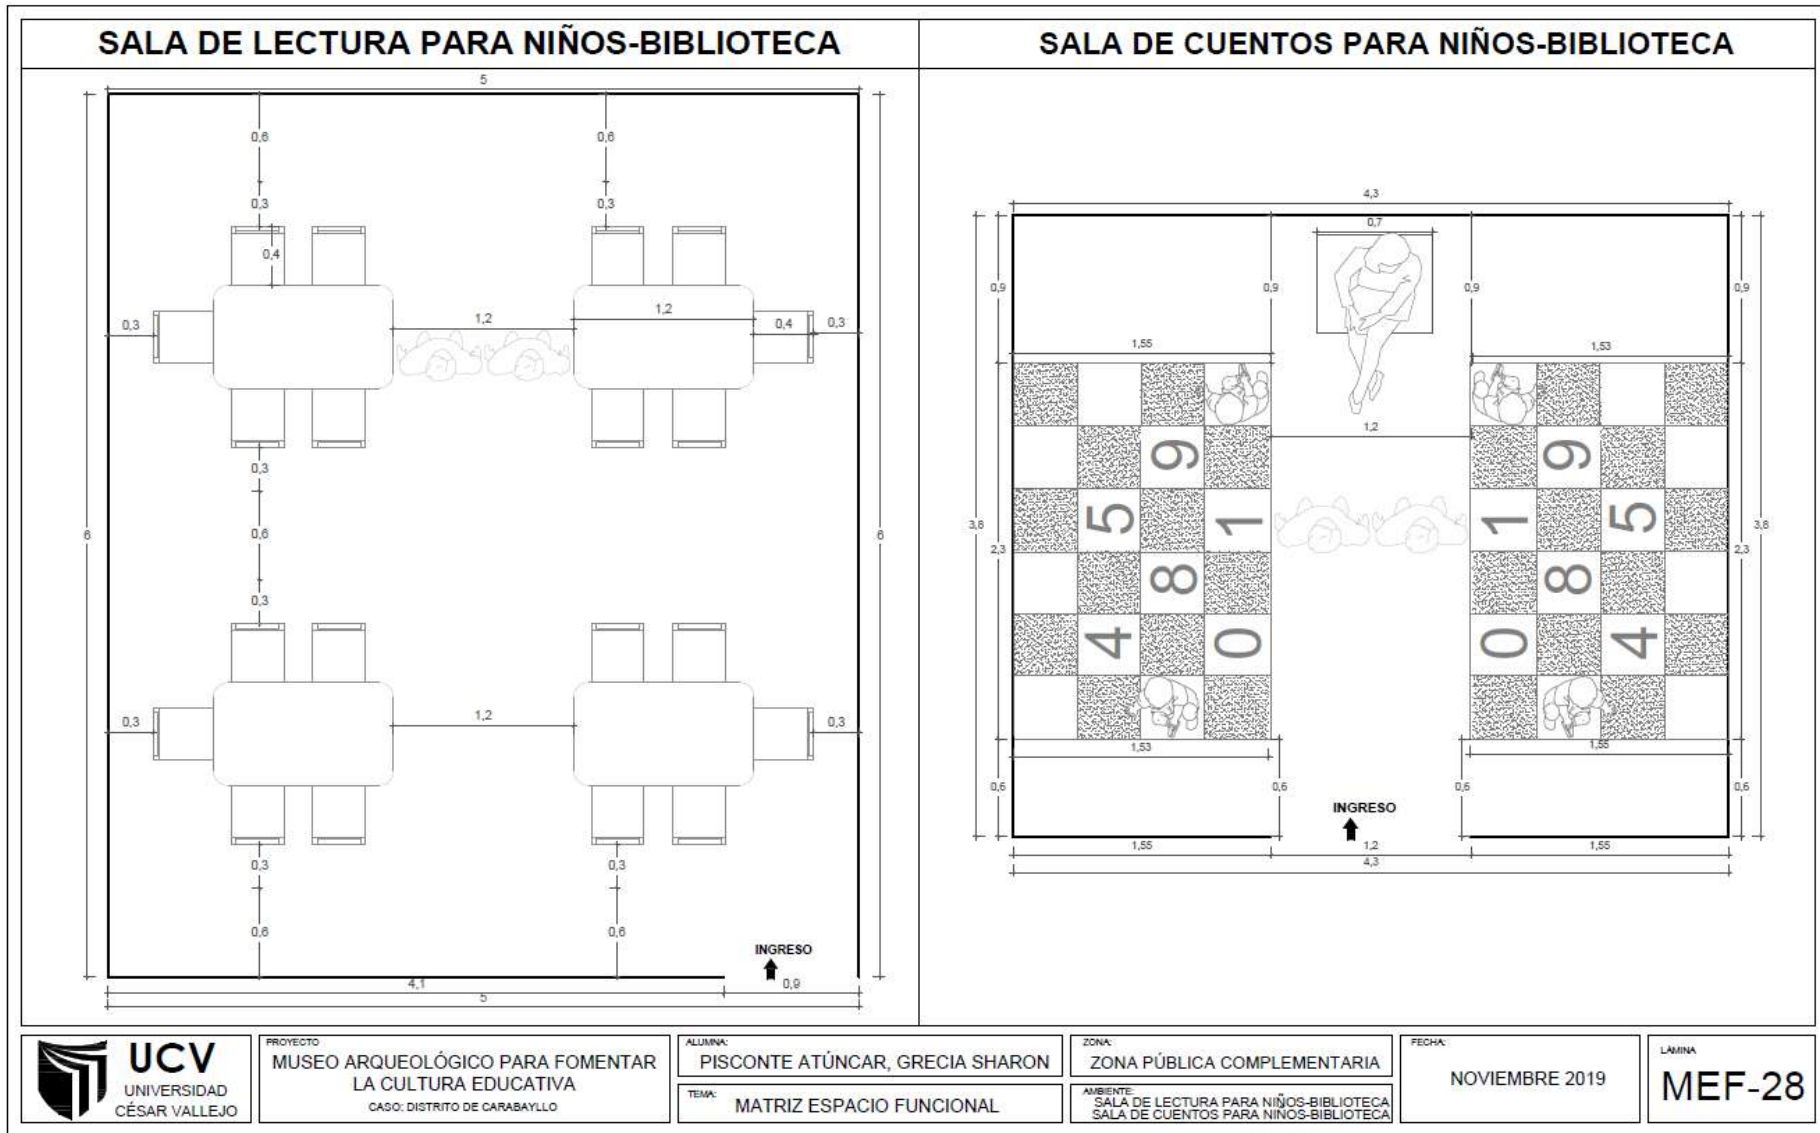 SALA DE LECTURA PARA NIÑOS-BIBLIOTECA
5
0,6
0,6
0,3
0,3
0,4
0,3
1,2
1,2
0,4
0,3
0,3
6
0,6
6
0,3
0,3
1,2
0,3
0,3
0,3
0,6
0,6
INGRESO
4,1
0,9
5
SALA DE CUENTOS PARA NIÑOS-BIBLIOTECA
4,3
0,7
0,9
0,9
0,9
0,9
1,55
1,53
1,2
9
9
5
1
1
5
3,8
2,3
2,3
3,8
8
8
4
0
0
4
1,53
1,55
0,6
0,6
0,6
0,6
INGRESO
1,55
1,2
1,55
4,3
UCV
UNIVERSIDAD
CÉSAR VALLEJO
PROYECTO
MUSEO ARQUEOLÓGICO PARA FOMENTAR
LA CULTURA EDUCATIVA
CASO: DISTRITO DE CARABAYLLO
ALUMNA:
PISCONTE ATÚNCAR, GRECIA SHARON
TEMA:
MATRIZ ESPACIO FUNCIONAL
ZONA:
ZONA PÚBLICA COMPLEMENTARIA
AMBIENTE:
SALA DE LECTURA PARA NIÑOS-BIBLIOTECA
SALA DE CUENTOS PARA NIÑOS-BIBLIOTECA
FECHA:
NOVIEMBRE 2019
LÁMINA
MEF-28